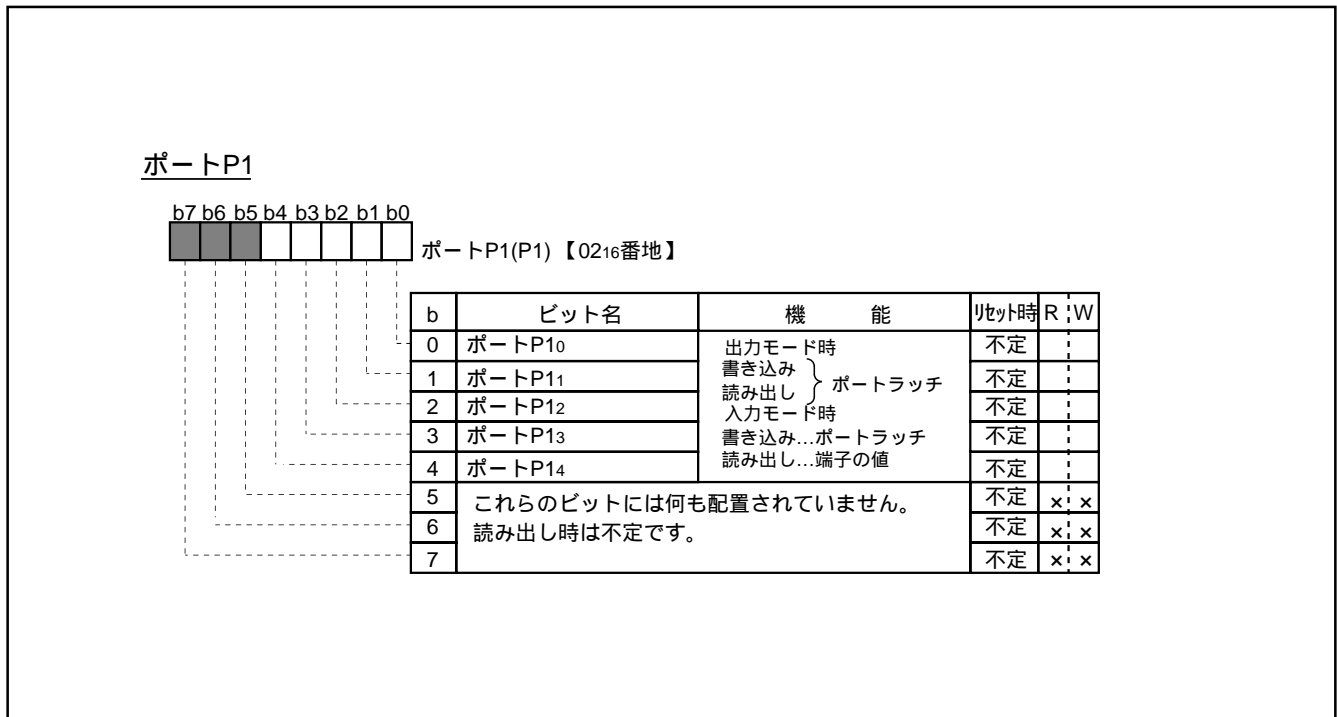 ポートP1
b7 b6 b5 b4 b3 b2 b1 b0
ポートP1(P1)【0216番地】
b ビット名 機 能 リセット時 R W
0 ポートP10 出力モード時 不定
書き込み
1 ポートP11 読み出し } ポートラッチ 不定
2 ポートP12 入力モード時 不定
3 ポートP13 書き込み…ポートラッチ 不定
4 ポートP14 読み出し…端子の値 不定
5 これらのビットには何も配置されていません。 不定 × ×
6 読み出し時は不定です。 不定 × ×
7 不定 × ×